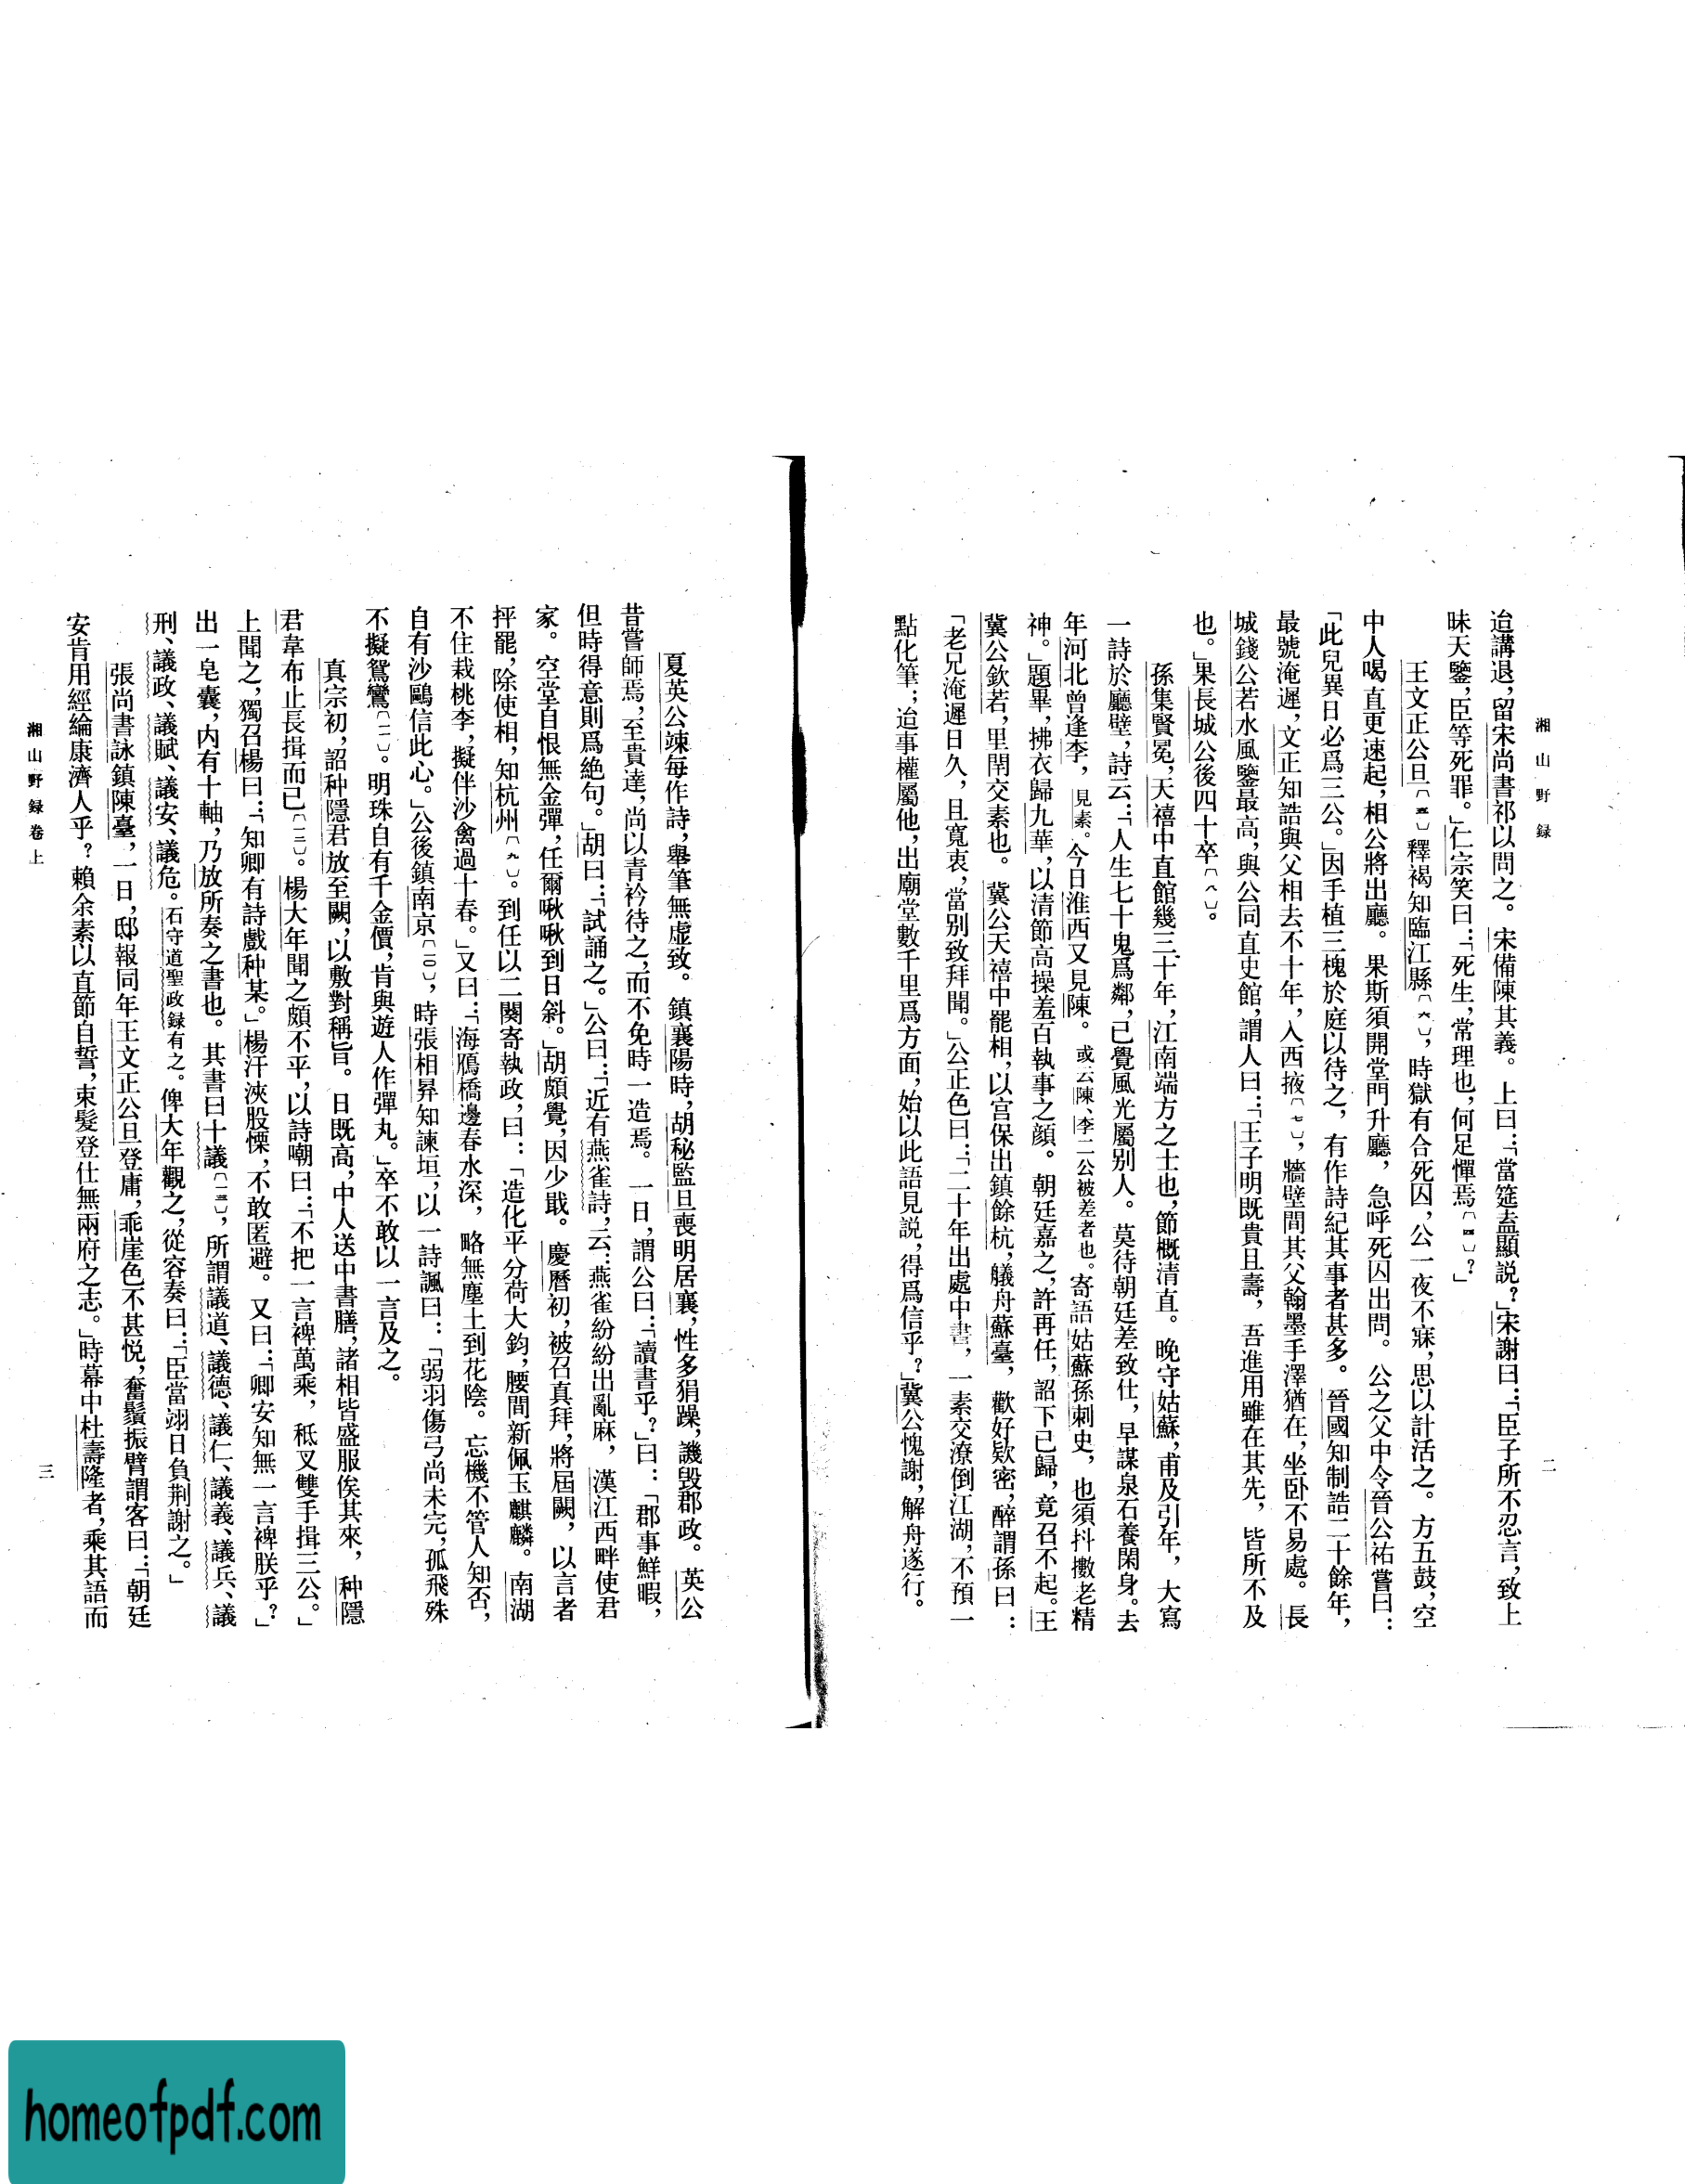 湘山野録
二
迨講退，留宋尚書祁以問之。宋備陳其義。上曰：「當筵盍顯説？」宋謝曰：「臣子所不忍言，致上
昧天鑒，臣等死罪。」仁宗笑曰：「死生，常理也，何足憚焉〔四〕？」
王文正公旦〔五〕釋褐知臨江縣〔六〕，時獄有合死囚，公一夜不寐，思以計活之。方五鼓，空
中人喝直更速起，相公將出廳。果斯須開堂門升廳，急呼死囚出問。公之父中令晉公祐嘗曰：
「此兒異日必爲三公。」因手植三槐於庭以待之，有作詩紀其事者甚多。晉國知制誥二十餘年，
最號淹遲，文正知誥與父相去不十年，入西掖〔七〕，牆壁間其父翰墨手澤猶在，坐卧不易處。長
城錢公若水風鑒最高，與公同直史館，謂人曰：「王子明既貴且壽，吾進用雖在其先，皆所不及
也。」果長城公後四十卒〔八〕。
孫集賢冕，天禧中直館幾三十年，江南端方之士也，節概清直。晚守姑蘇，甫及引年，大寫
一詩於廳壁，詩云：「人生七十鬼爲鄰，已覺風光屬別人。莫待朝廷差致仕，早謀泉石養閑身。去
年河北曾逢李，見素。今日淮西又見陳。或云陳、李二公被差者也。寄語姑蘇孫刺史，也須抖擻老精
神。」題畢，拂衣歸九華，以清節高操羞百執事之顔。朝廷嘉之，許再任，詔下已歸，竟召不起。王
冀公欽若，里閈交素也。冀公天禧中罷相，以宮保出鎮餘杭，艤舟蘇臺，歡好欵密，醉謂孫曰：
「老兄淹遲日久，且寬衷，當别致拜聞。」公正色曰：「二十年出處中書，一素交潦倒江湖，不預一
點化筆；迨事權屬他，出廟堂數千里爲方面，始以此語見説，得爲信乎？」冀公愧謝，解舟遂行。
夏英公竦每作詩，舉筆無虚致。鎮襄陽時，胡秘監旦喪明居襄，性多狷躁，譏毁郡政。英公
昔嘗師焉，至貴達，尚以青衿待之，而不免時一造焉。一日，謂公曰：「讀書乎？」曰：「郡事鮮暇，
但時得意則爲絶句。」胡曰：「試誦之。」公曰：「近有燕雀詩，云：燕雀紛紛出亂麻，漢江西畔使君
家。空堂自恨無金彈，任爾啾啾到日斜。」胡頗覺，因少戢。慶曆初，被召真拜，將屆闕，以言者
抨罷，除使相，知杭州〔九〕。到任以二闋寄執政，曰：「造化平分荷大鈞，腰間新佩玉麒麟。南湖
不住栽桃李，擬伴沙禽過十春。」又曰：「海鴈橋邊春水深，略無塵土到花陰。忘機不管人知否，
自有沙鷗信此心。」公後鎮南京〔一〇〕，時張相昇知諫垣，以一詩諷曰：「弱羽傷弓尚未完，孤飛殊
不擬鴛鸞〔一一〕。明珠自有千金價，肯與遊人作彈丸。」卒不敢以一言及之。
真宗初，詔种隱君放至闕，以敷對稱旨。日既高，中人送中書膳，諸相皆盛服俟其來，种隱
君韋布止長揖而已〔一二〕。楊大年聞之頗不平，以詩嘲曰：「不把一言裨萬乘，秖叉雙手揖三公。」
上聞之，獨召楊曰：「知卿有詩戲种某。」楊汗浹股慄，不敢匿避。又曰：「卿安知無一言裨朕乎？」
出一皂囊，内有十軸，乃放所奏之書也。其書曰十議〔一三〕，所謂議道、議德、議仁、議義、議兵、議
刑、議政、議賦、議安、議危。石守道聖政録有之。俾大年觀之，從容奏曰：「臣當翊日負荆謝之。」
張尚書詠鎮陳臺，一日，邸報同年王文正公旦登庸，乖崖色不甚悦，奮鬚振臂謂客曰：「朝廷
安肯用經綸康濟人乎？賴余素以直節自誓，束髮登仕無兩府之志。」時幕中杜壽隆者，乘其語而
湘山野録卷上
三
homeofpdf.com